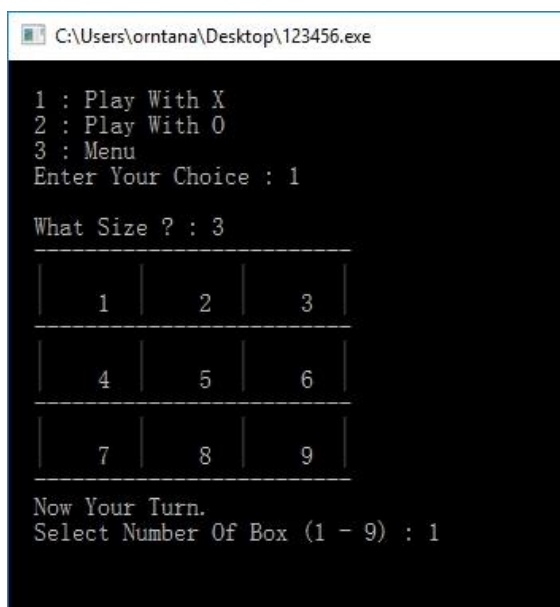 C:\Users\orntana\Desktop\123456.exe
1 : Play With X
2 : Play With O
3 : Menu
Enter Your Choice : 1
What Size ? : 3
1 2 3
4 5 6
7 8 9
Now Your Turn.
Select Number Of Box (1 - 9) : 1